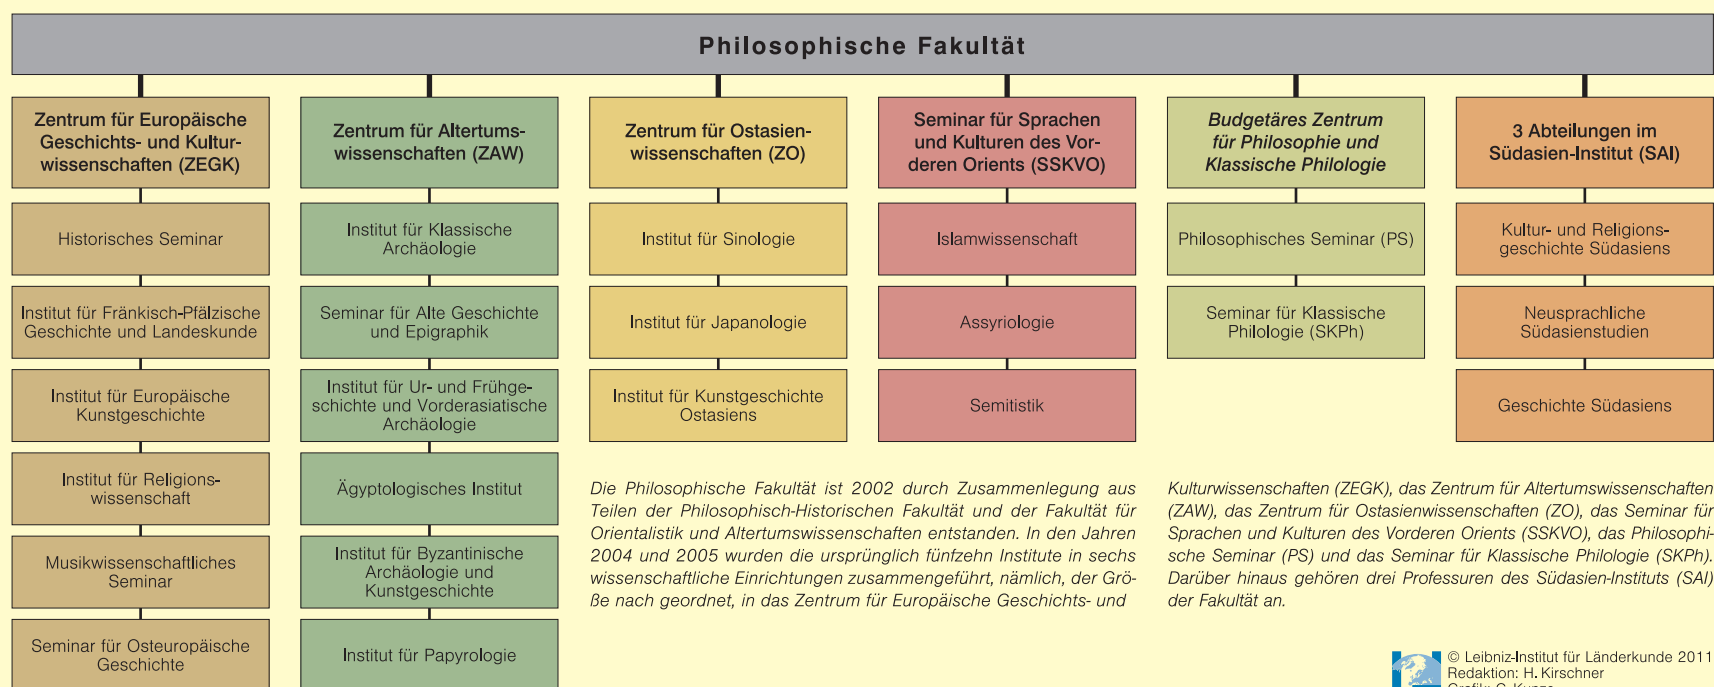 Philosophische Fakultät
Zentrum für Europäische
Geschichts- und Kultur-
wissenschaften (ZEGK)
Historisches Seminar
Institut für Fränkisch-Pfälzische
Geschichte und Landeskunde
Institut für Europäische
Kunstgeschichte
Institut für Religions-
wissenschaft
Musikwissenschaftliches
Seminar
Seminar für Osteuropäische
Geschichte
Zentrum für Altertums-
wissenschaften (ZAW)
Institut für Klassische
Archäologie
Seminar für Alte Geschichte
und Epigraphik
Institut für Ur- und Frühge-
schichte und Vorderasiatische
Archäologie
Ägyptologisches Institut
Institut für Byzantinische
Archäologie und
Kunstgeschichte
Institut für Papyrologie
Zentrum für Ostasien-
wissenschaften (ZO)
Institut für Sinologie
Institut für Japanologie
Institut für Kunstgeschichte
Ostasiens
Seminar für Sprachen
und Kulturen des Vor-
deren Orients (SSKVO)
Islamwissenschaft
Assyriologie
Semitistik
Budgetäres Zentrum
für Philosophie und
Klassische Philologie
Philosophisches Seminar (PS)
Seminar für Klassische
Philologie (SKPh)
3 Abteilungen im
Südasien-Institut (SAI)
Kultur- und Religions-
geschichte Südasiens
Neusprachliche
Südasienstudien
Geschichte Südasiens
Die Philosophische Fakultät ist 2002 durch Zusammenlegung aus
Teilen der Philosophisch-Historischen Fakultät und der Fakultät für
Orientalistik und Altertumswissenschaften entstanden. In den Jahren
2004 und 2005 wurden die ursprünglich fünfzehn Institute in sechs
wissenschaftliche Einrichtungen zusammengeführt, nämlich, der Grö-
ße nach geordnet, in das Zentrum für Europäische Geschichts- und
Kulturwissenschaften (ZEGK), das Zentrum für Altertumswissenschaften
(ZAW), das Zentrum für Ostasienwissenschaften (ZO), das Seminar für
Sprachen und Kulturen des Vorderen Orients (SSKVO), das Philosophi-
sche Seminar (PS) und das Seminar für Klassische Philologie (SKPh).
Darüber hinaus gehören drei Professuren des Südasien-Instituts (SAI)
der Fakultät an.
© Leibniz-Institut für Länderkunde 2011
Redaktion: H. Kirschner